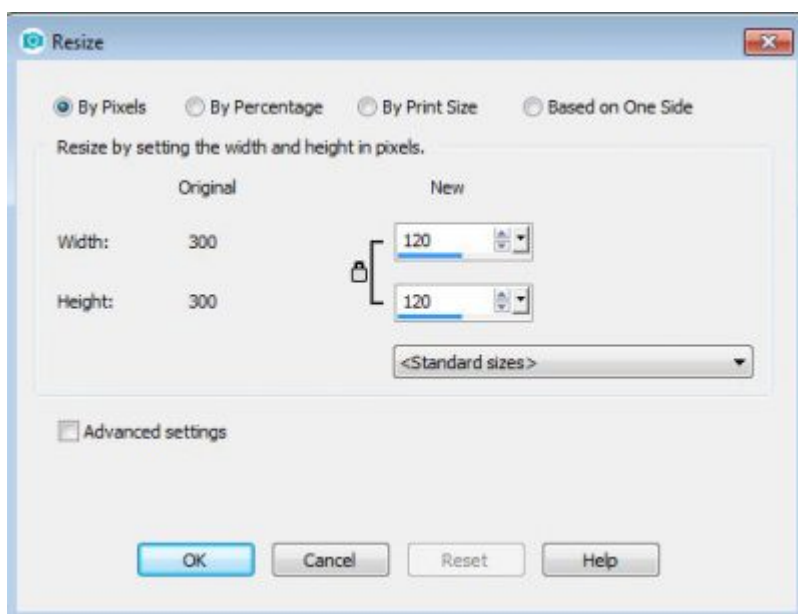 Resize
By Pixels By Percentage By Print Size Based on One Side
Resize by setting the width and height in pixels.
Original New
Width: 300 120
Height: 300 120
<Standard sizes>
Advanced settings
OK Cancel Reset Help